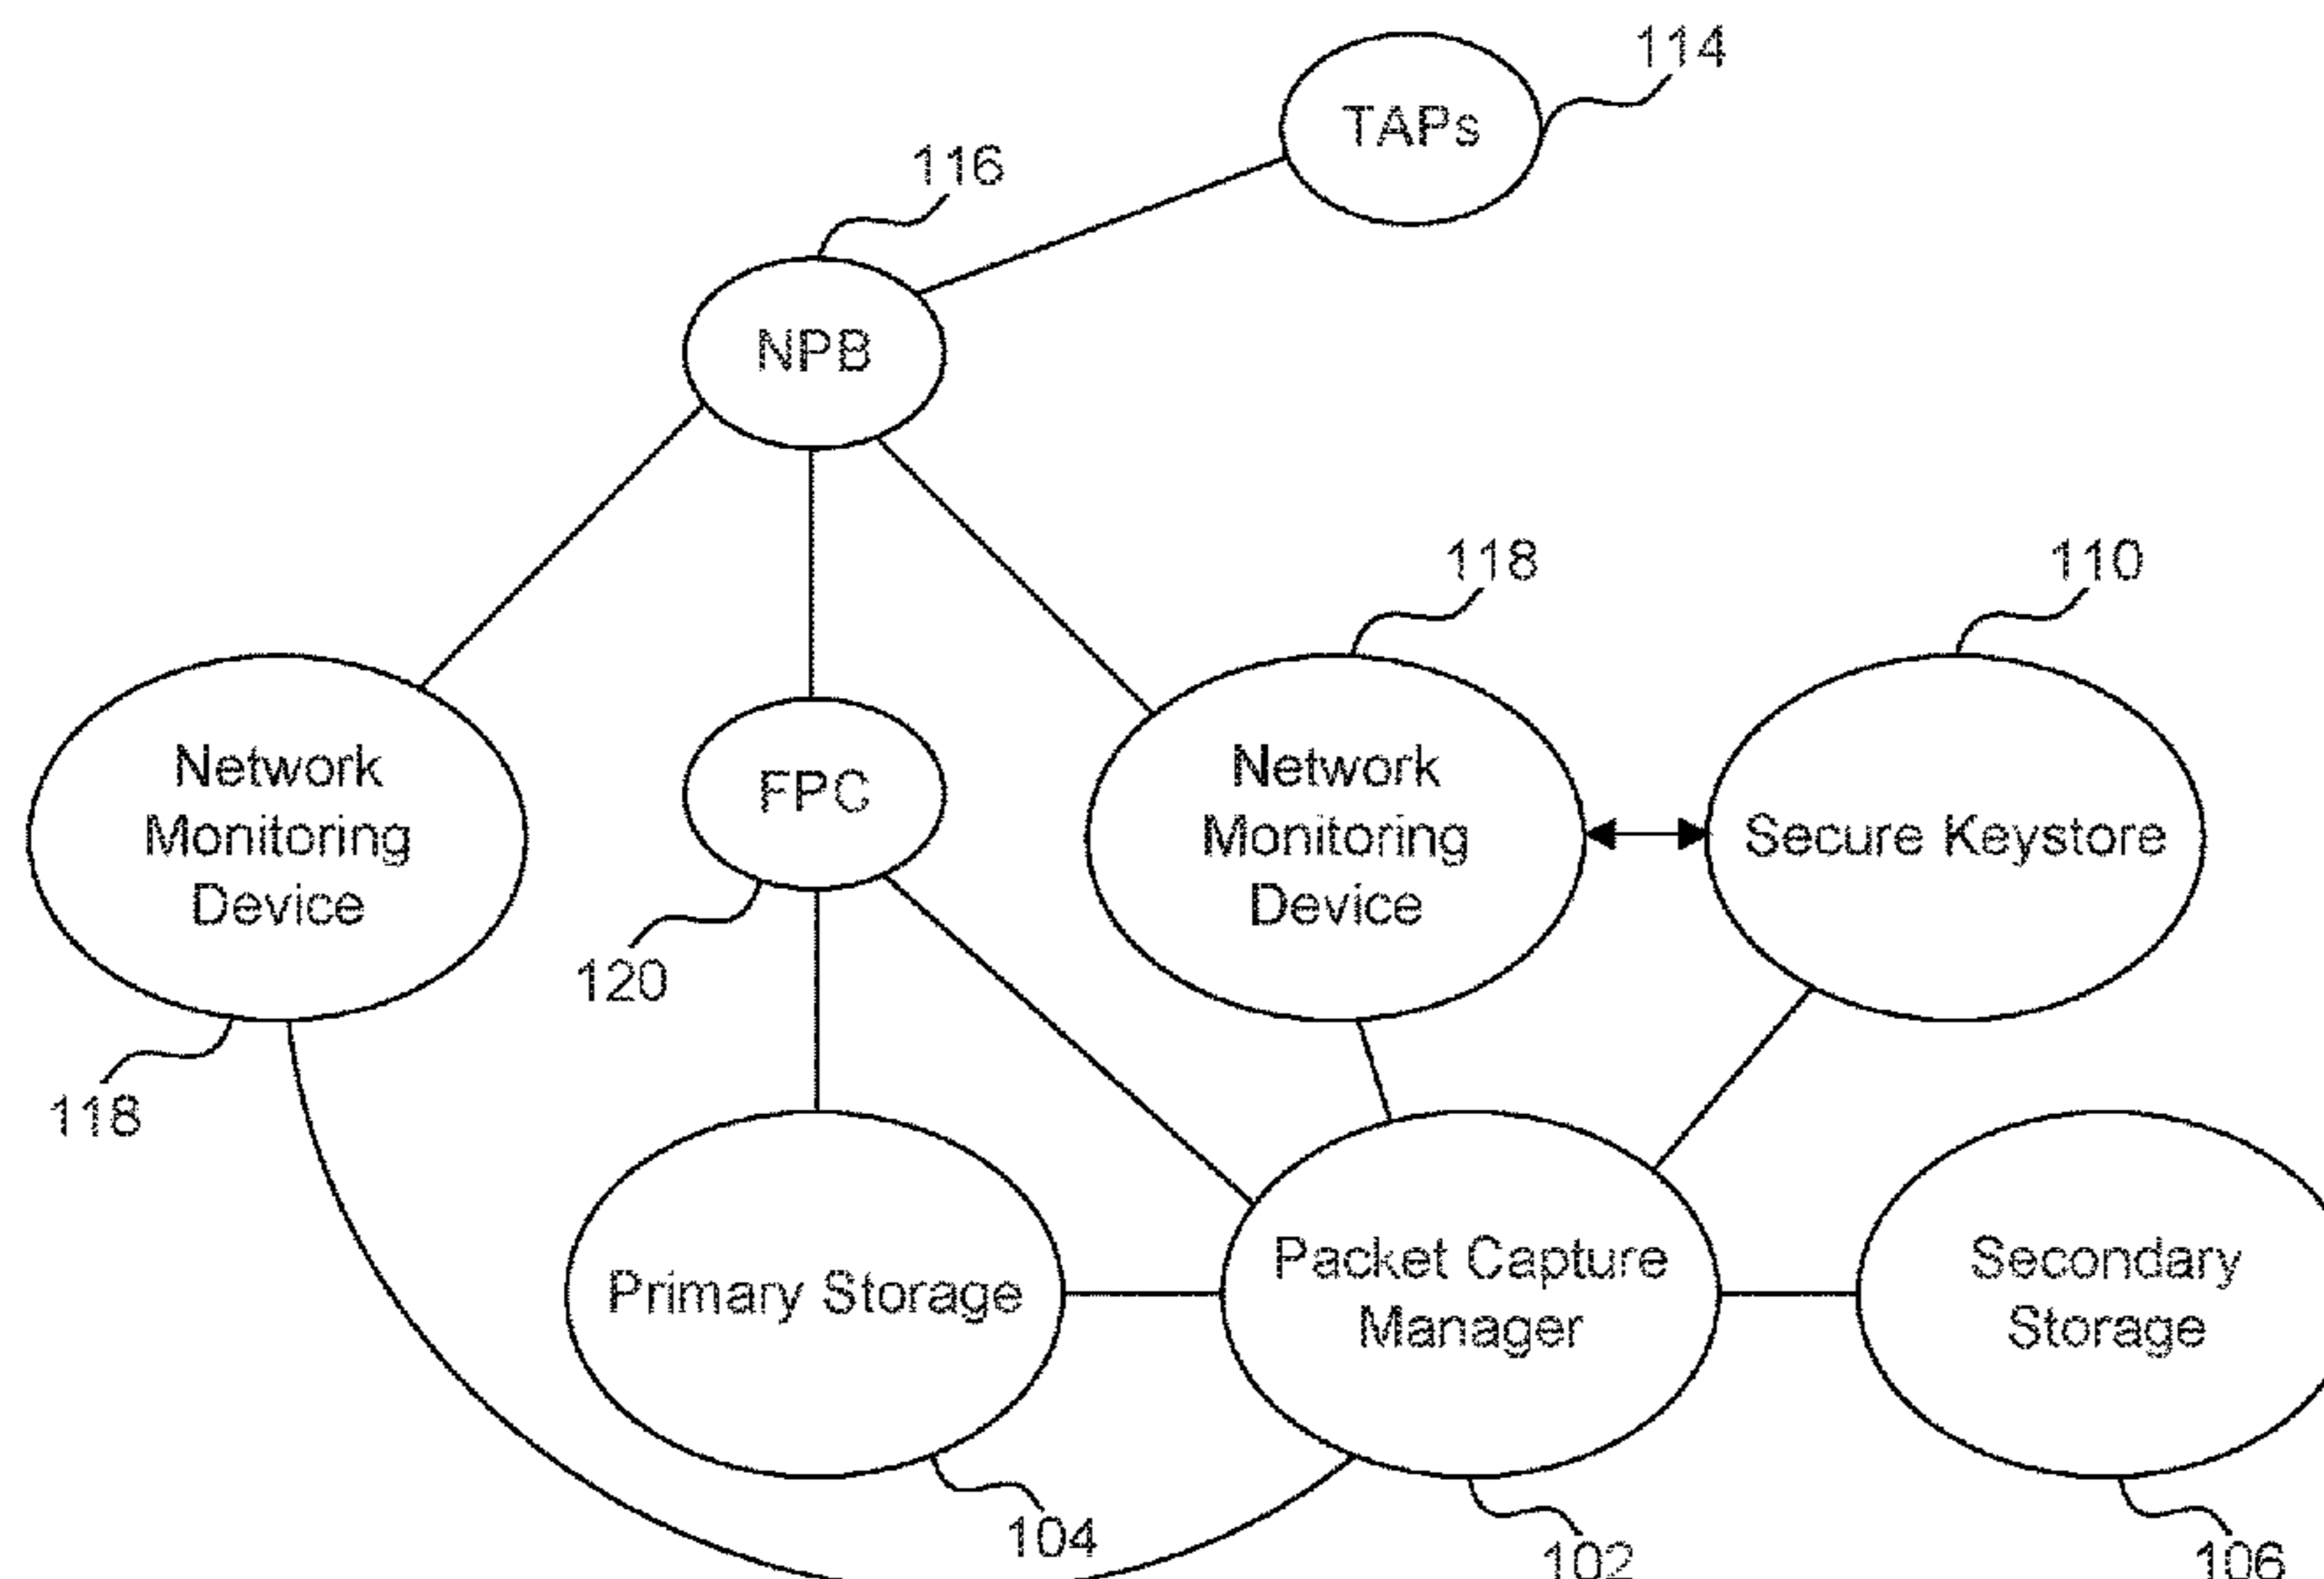 114
TAPs
116
NPB
118
110
Network
Monitoring
Device
FPC
Network
Monitoring
Device
Secure Keystore
120
118
Primary Storage
Packet Capture
Manager
Secondary
Storage
104
102
106